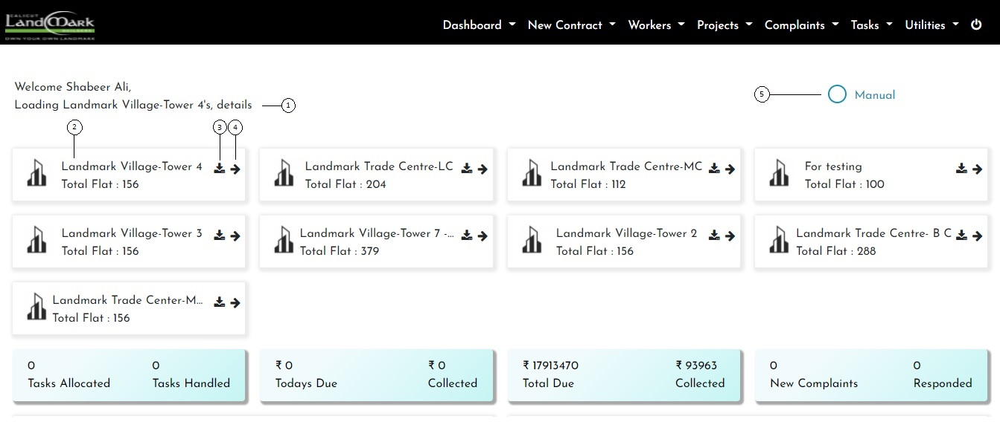 CALICUT
LandMark
BUILDERS
OWN YOUR OWN LANDMARK
Dashboard New Contract Workers Projects Complaints Tasks Utilities
Welcome Shabeer Ali,
Loading Landmark Village-Tower 4's, details 1
5 Manual
2 3 4
Landmark Village-Tower 4
Total Flat : 156
Landmark Trade Centre-LC
Total Flat : 204
Landmark Trade Centre-MC
Total Flat : 112
For testing
Total Flat : 100
Landmark Village-Tower 3
Total Flat : 156
Landmark Village-Tower 7 -...
Total Flat : 379
Landmark Village-Tower 2
Total Flat : 156
Landmark Trade Centre- B C
Total Flat : 288
Landmark Trade Center-M...
Total Flat : 156
0 0
Tasks Allocated Tasks Handled
₹ 0 ₹ 0
Todays Due Collected
₹ 17913470 ₹ 93963
Total Due Collected
0 0
New Complaints Responded